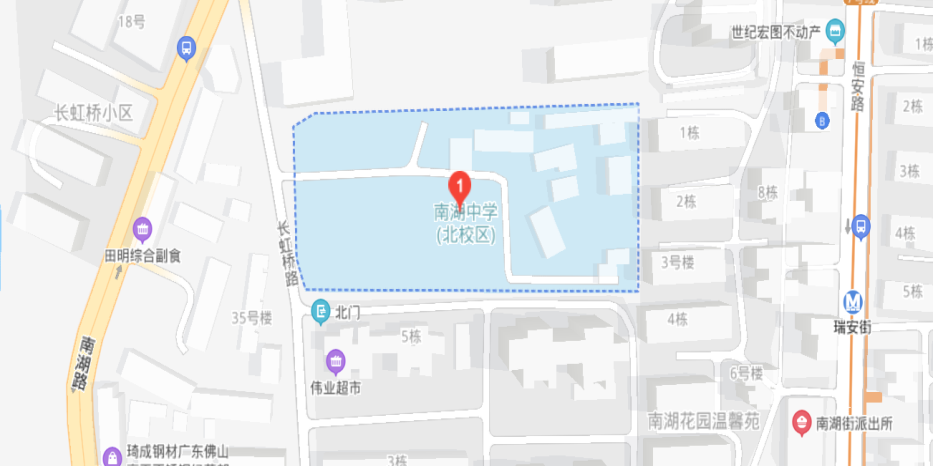 18号
世纪宏图不动产
1栋
恒安路
长虹桥小区
2栋
B
1栋
3栋
1
8栋
2栋
南湖中学
(北校区)
4栋
田明综合副食
长虹桥路
3号楼
5栋
北门
35号楼
4栋
瑞安街
5栋
南湖路
伟业超市
6号楼
南湖花园温馨苑
南湖街派出所
琦成钢材广东佛山
3栋